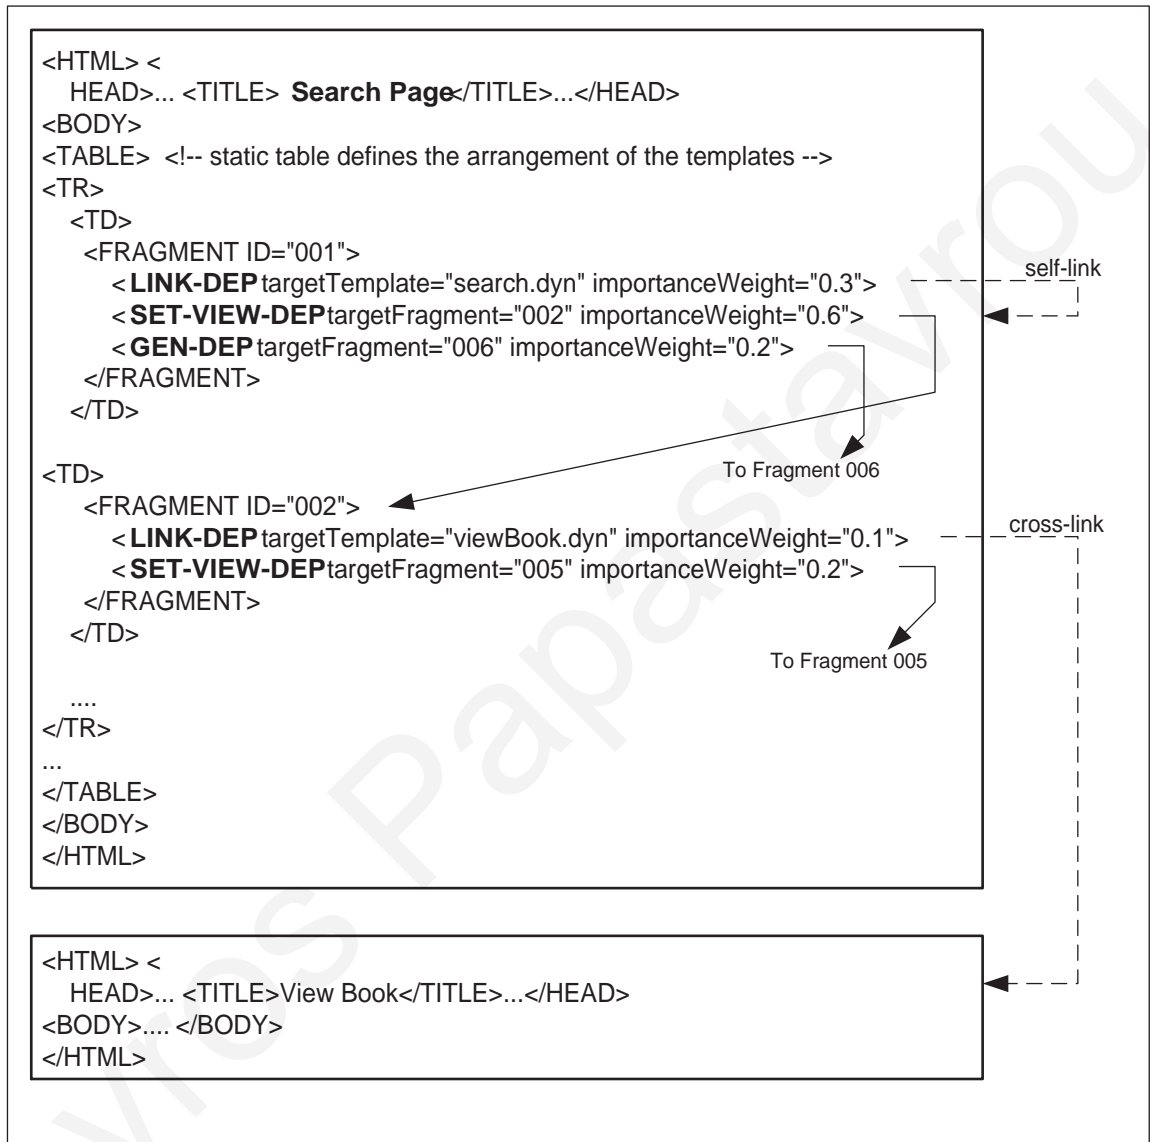 <HTML> <
HEAD>... <TITLE> Search Page</TITLE>...</HEAD>
<BODY>
<TABLE> <!-- static table defines the arrangement of the templates -->
<TR>
<TD>
<FRAGMENT ID="001">
<LINK-DEP targetTemplate="search.dyn" importanceWeight="0.3">
self-link
<SET-VIEW-DEP targetFragment="002" importanceWeight="0.6">
<GEN-DEP targetFragment="006" importanceWeight="0.2">
</FRAGMENT>
</TD>
To Fragment 006
<TD>
<FRAGMENT ID="002">
<LINK-DEP targetTemplate="viewBook.dyn" importanceWeight="0.1">
cross-link
<SET-VIEW-DEP targetFragment="005" importanceWeight="0.2">
</FRAGMENT>
</TD>
To Fragment 005
....
</TR>
...
</TABLE>
</BODY>
</HTML>
<HTML> <
HEAD>... <TITLE>View Book</TITLE>...</HEAD>
<BODY>.... </BODY>
</HTML>
vros Papastavrou